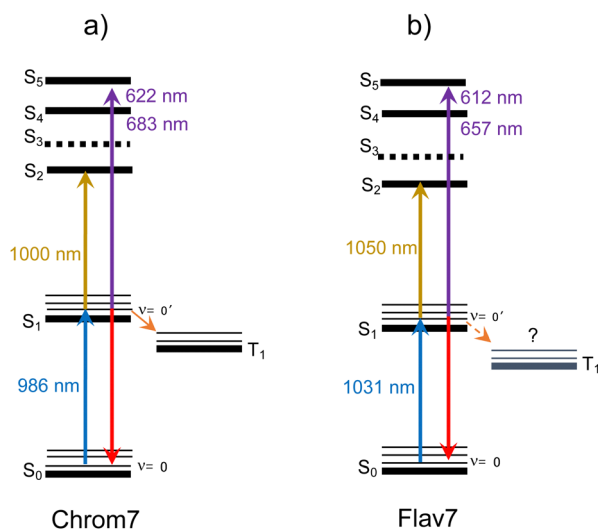 a)
S5
622 nm
S4
683 nm
S3
S2
1000 nm
ν= 0′
S1
T1
986 nm
S0
ν= 0
Chrom7
b)
S5
612 nm
S4
657 nm
S3
S2
1050 nm
ν= 0′
S1
?
T1
1031 nm
S0
ν= 0
Flav7